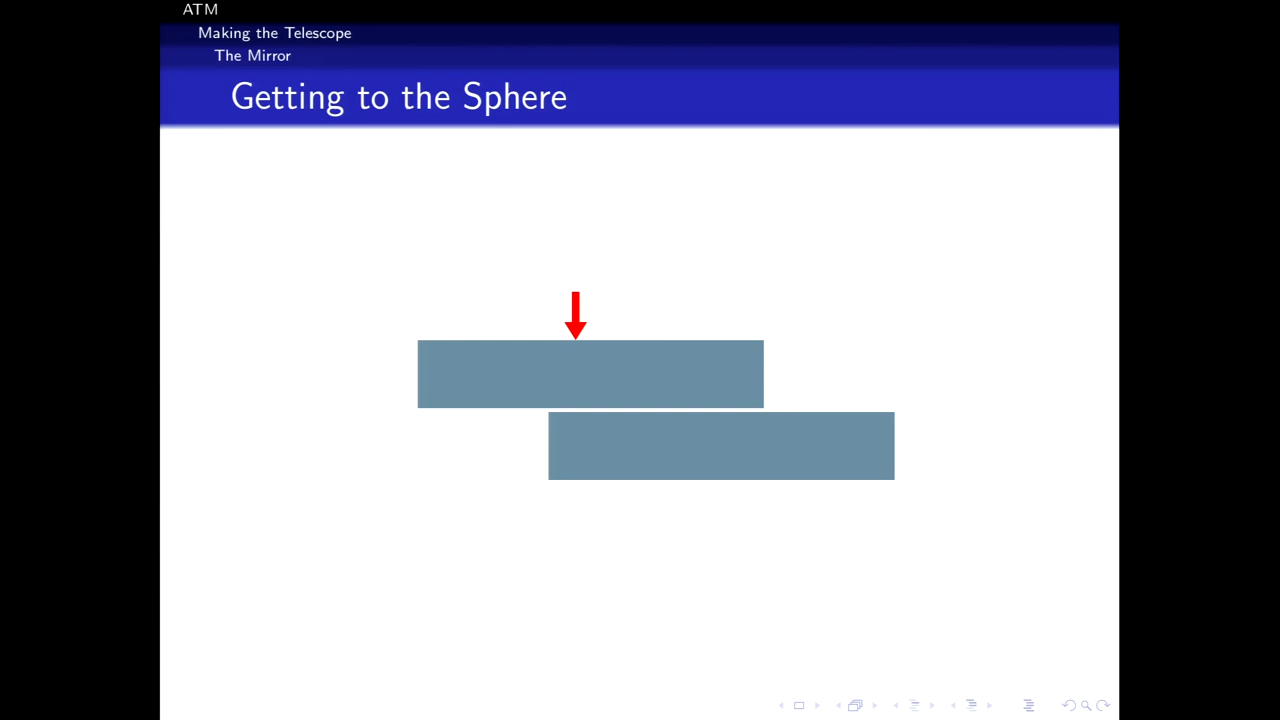 ATM
Making the Telescope
The Mirror
Getting to the Sphere